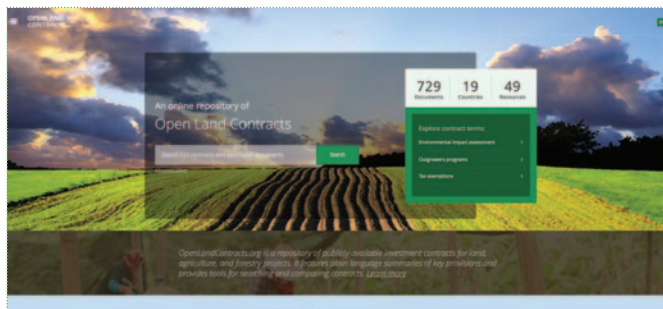 OPENLAND
CONTRACTS
An online repository of
Open Land Contracts
Search
729
Documents
19
Countries
49
Resources
Explore contract terms:
Environmental impact assessment
Outgrowers programs
Tax exemptions
OpenLandContracts.org is a repository of publicly available investment contracts for land,
agriculture, and forestry projects. It features plain language summaries of key provisions and
provides tools for searching and comparing contracts. Learn more